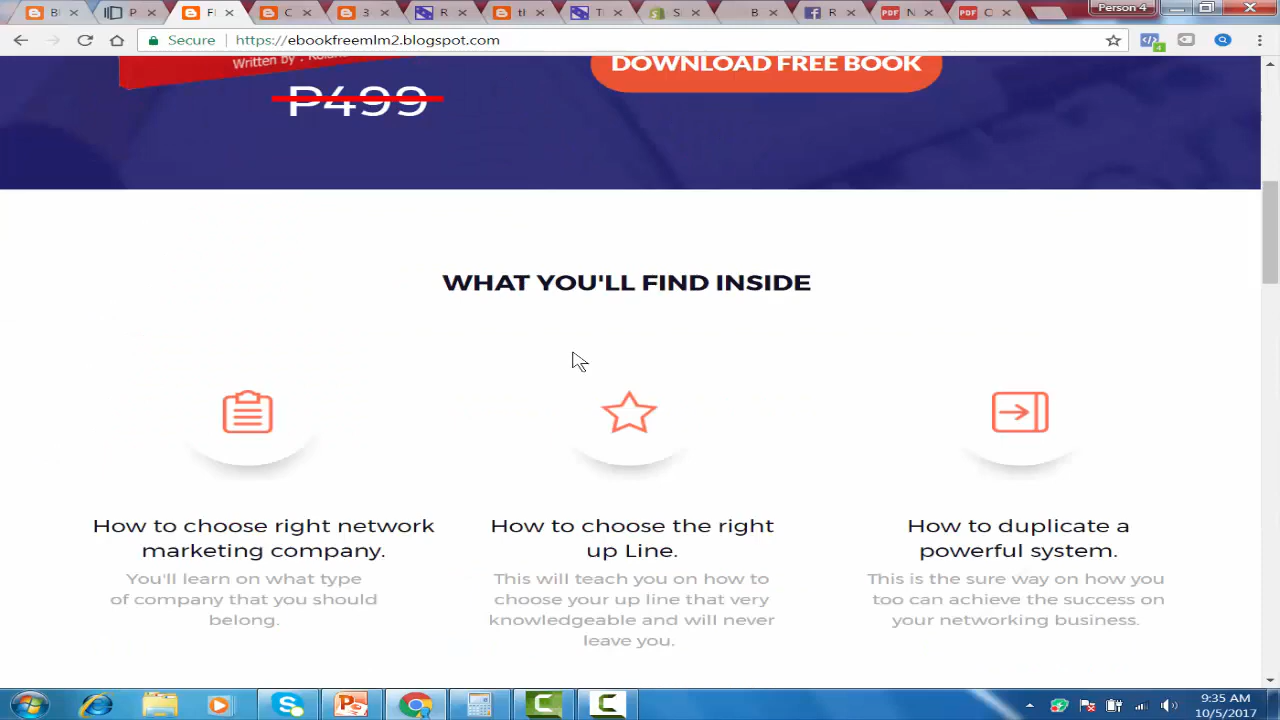 Person 4
Secure
https://ebookfreemlm2.blogspot.com
Written by :
DOWNLOAD FREE BOOK
P499
WHAT YOU'LL FIND INSIDE
How to choose right network
marketing company.
You'll learn on what type
of company that you should
belong.
How to choose the right
up Line.
This will teach you on how to
choose your up line that very
knowledgeable and will never
leave you.
How to duplicate a
powerful system.
This is the sure way on how you
too can achieve the success on
your networking business.
9:35 AM
10/5/2017